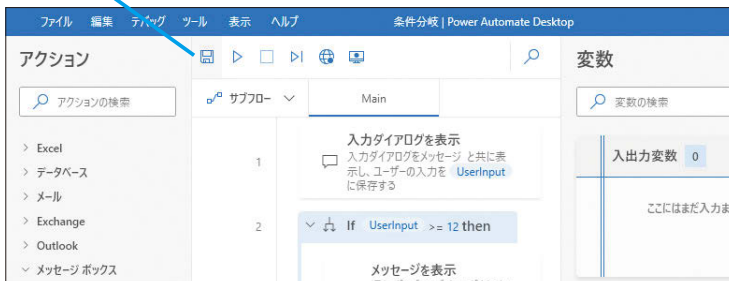 ファイル 編集 デバッグ ツール 表示 ヘルプ 条件分岐 | Power Automate Desktop
アクション
アクションの検索
Excel
データベース
メール
Exchange
Outlook
メッセージ ボックス
サブフロー Main
1
入力ダイアログを表示
入力ダイアログをメッセージ と共に表
示し、ユーザーの入力を UserInput
に保存する
2
If UserInput >= 12 then
メッセージを表示
変数
変数の検索
入出力変数 0
ここにはまだ入力ま